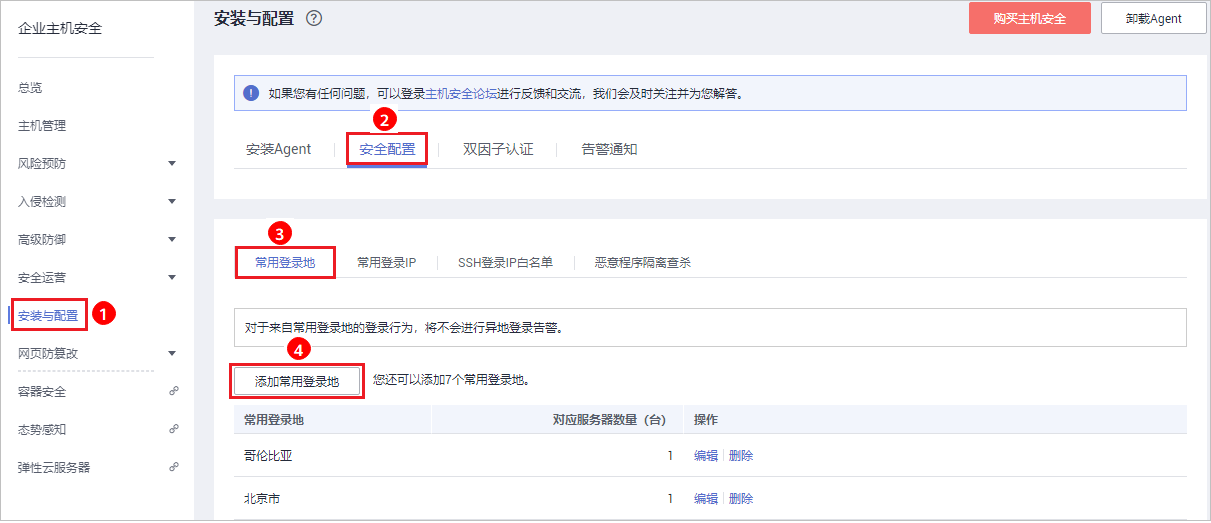 企业主机安全
总览
主机管理
风险预防
入侵检测
高级防御
安全运营
安装与配置
1
网页防篡改
容器安全
态势感知
弹性云服务器
安装与配置 ?
购买主机安全
卸载Agent
! 如果您有任何问题，可以登录主机安全论坛进行反馈和交流，我们会及时关注并为您解答。
2
安装Agent 安全配置 双因子认证 告警通知
3
常用登录地 常用登录IP SSH登录IP白名单 恶意程序隔离查杀
对于来自常用登录地的登录行为，将不会进行异地登录告警。
4
添加常用登录地 您还可以添加7个常用登录地。
常用登录地 对应服务器数量（台） 操作
哥伦比亚 1 编辑 删除
北京市 1 编辑 删除